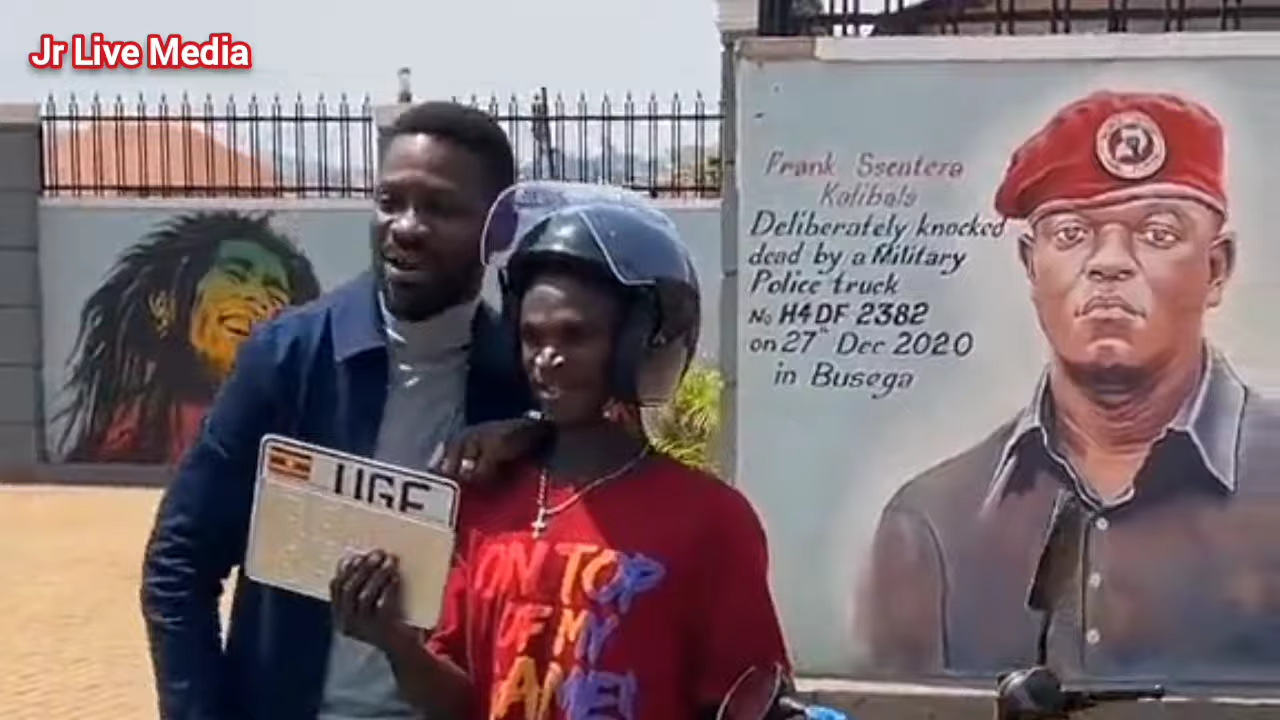 Jr Live Media
Frank Ssentera
Kalibala
Deliberately knocked
dead by a Military
Police truck
No H4DF 2382
on 27th Dec 2020
in Busega
UGF
ON TOP
OF MY